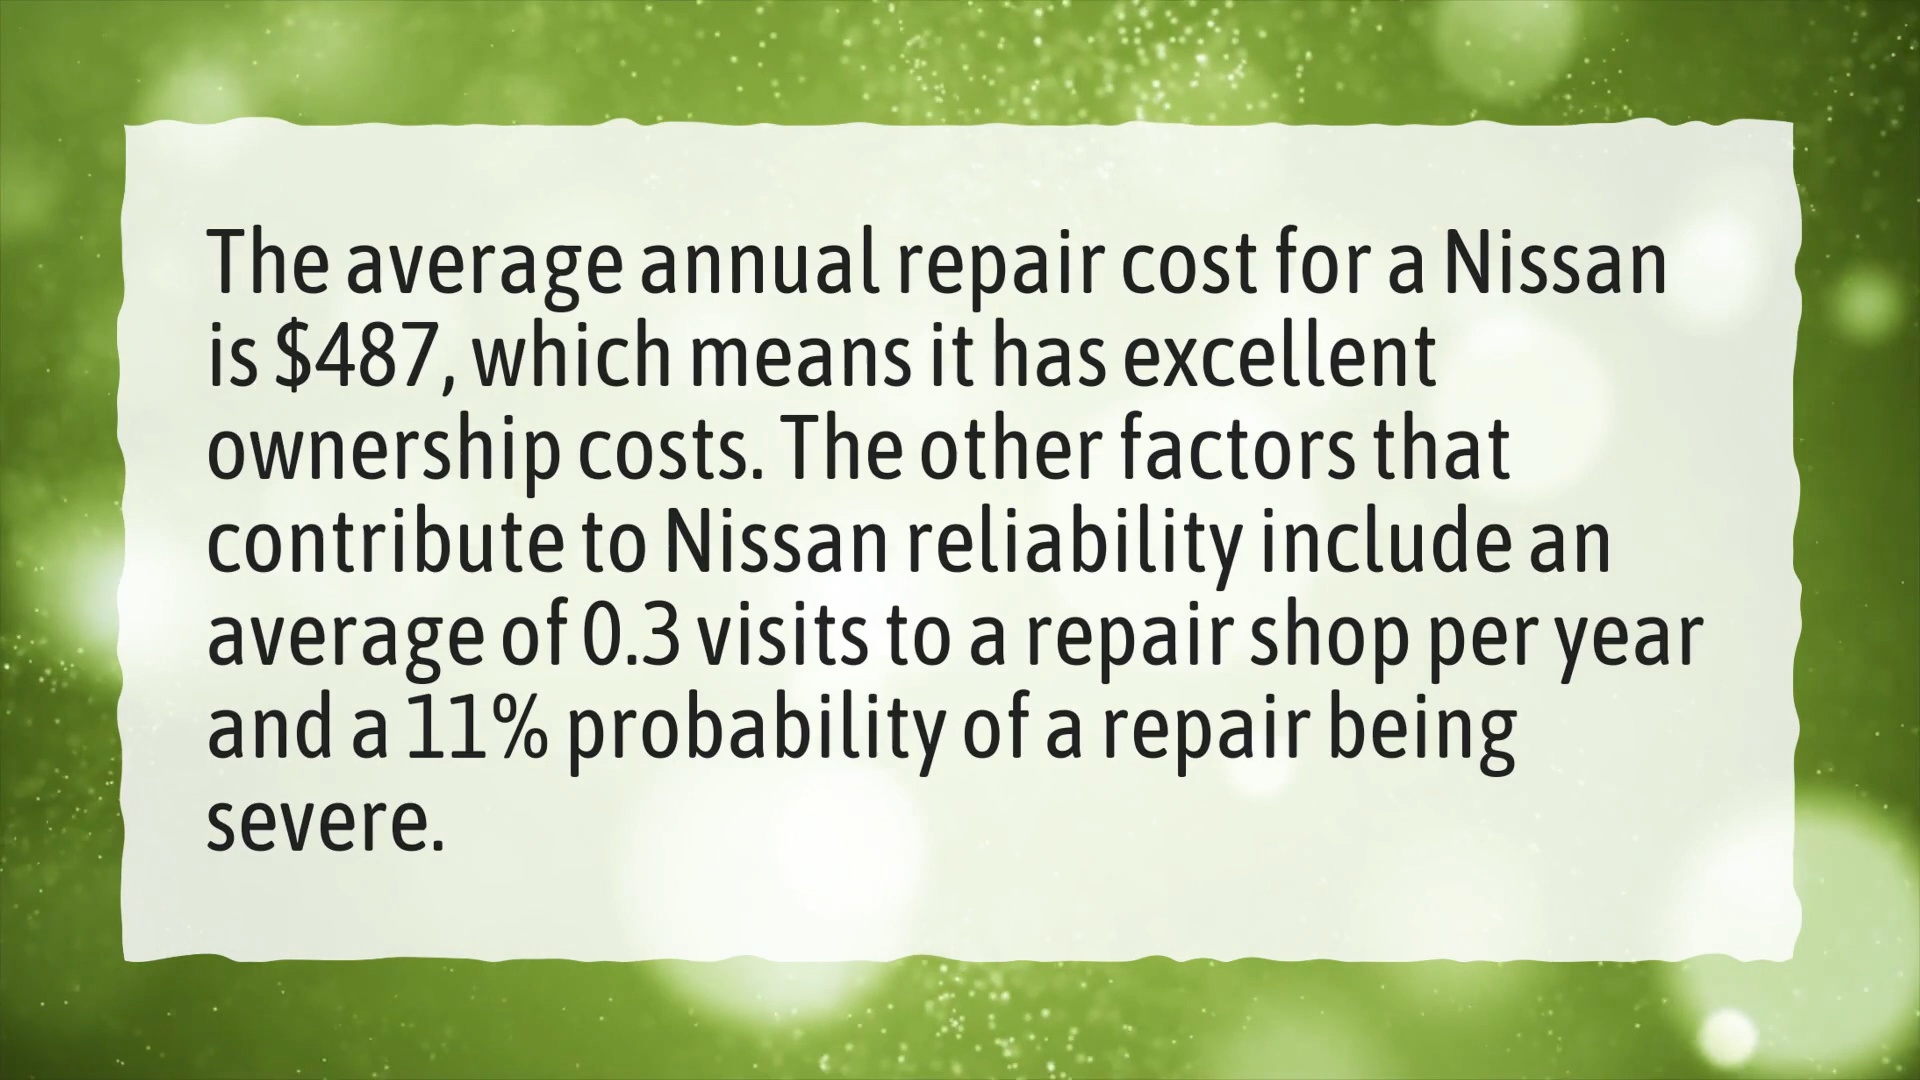 The average annual repair cost for a Nissan
is $487, which means it has excellent
ownership costs. The other factors that
contribute to Nissan reliability include an
average of 0.3 visits to a repair shop per year
and a 11% probability of a repair being
severe.